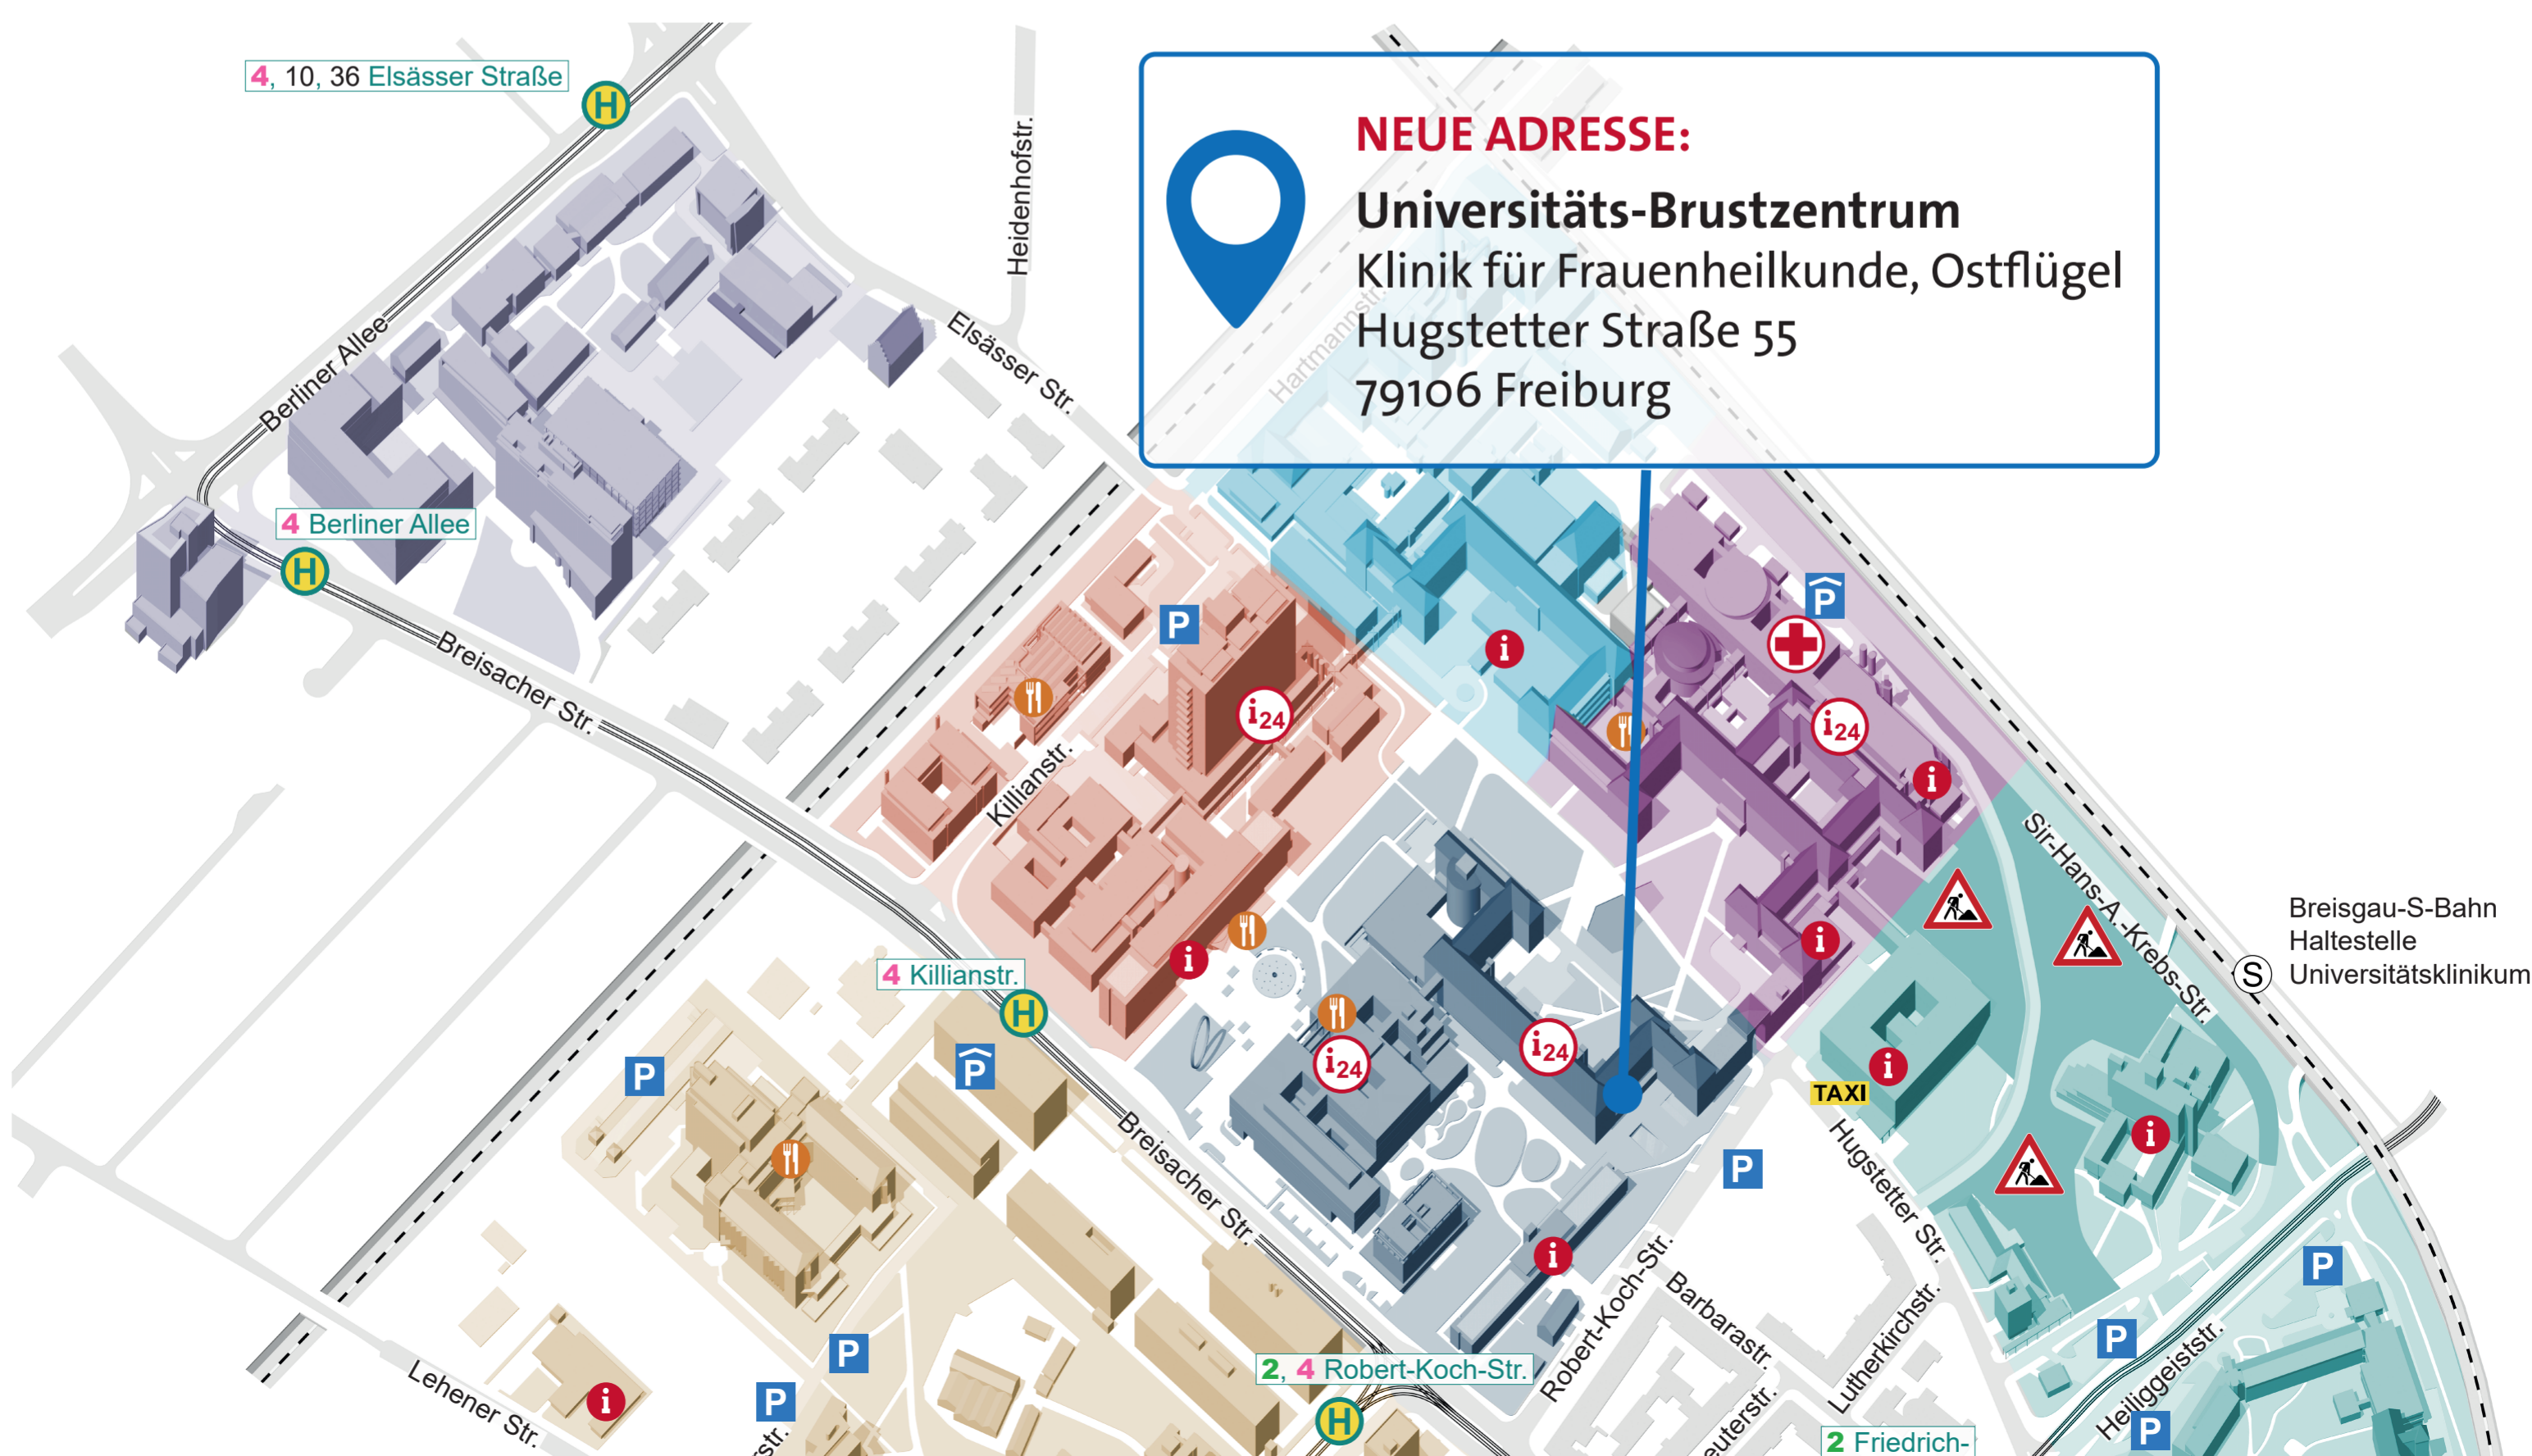 4, 10, 36 Elsässer Straße
H
Heidenhofstr.
NEUE ADRESSE:
Universitäts-Brustzentrum
Klinik für Frauenheilkunde, Ostflügel
Hugstetter Straße 55
79106 Freiburg
Hartmannstr.
Berliner Allee
Elsässer Str.
4 Berliner Allee
H
Breisacher Str.
P
P
i
i24
i24
i
Killianstr.
Sir-Hans-A.-Krebs-Str.
Breisgau-S-Bahn
Haltestelle
Universitätsklinikum
S
i
i
4 Killianstr.
H
P
P
i24
i24
i
TAXI
Hugstetter Str.
i
P
Breisacher Str.
i
Robert-Koch-Str.
Barbarastr.
Lutherkirchstr.
P
P
Heiliggeiststr.
P
Lehener Str.
i
P
P
str.
2, 4 Robert-Koch-Str.
H
euterstr.
2 Friedrich-